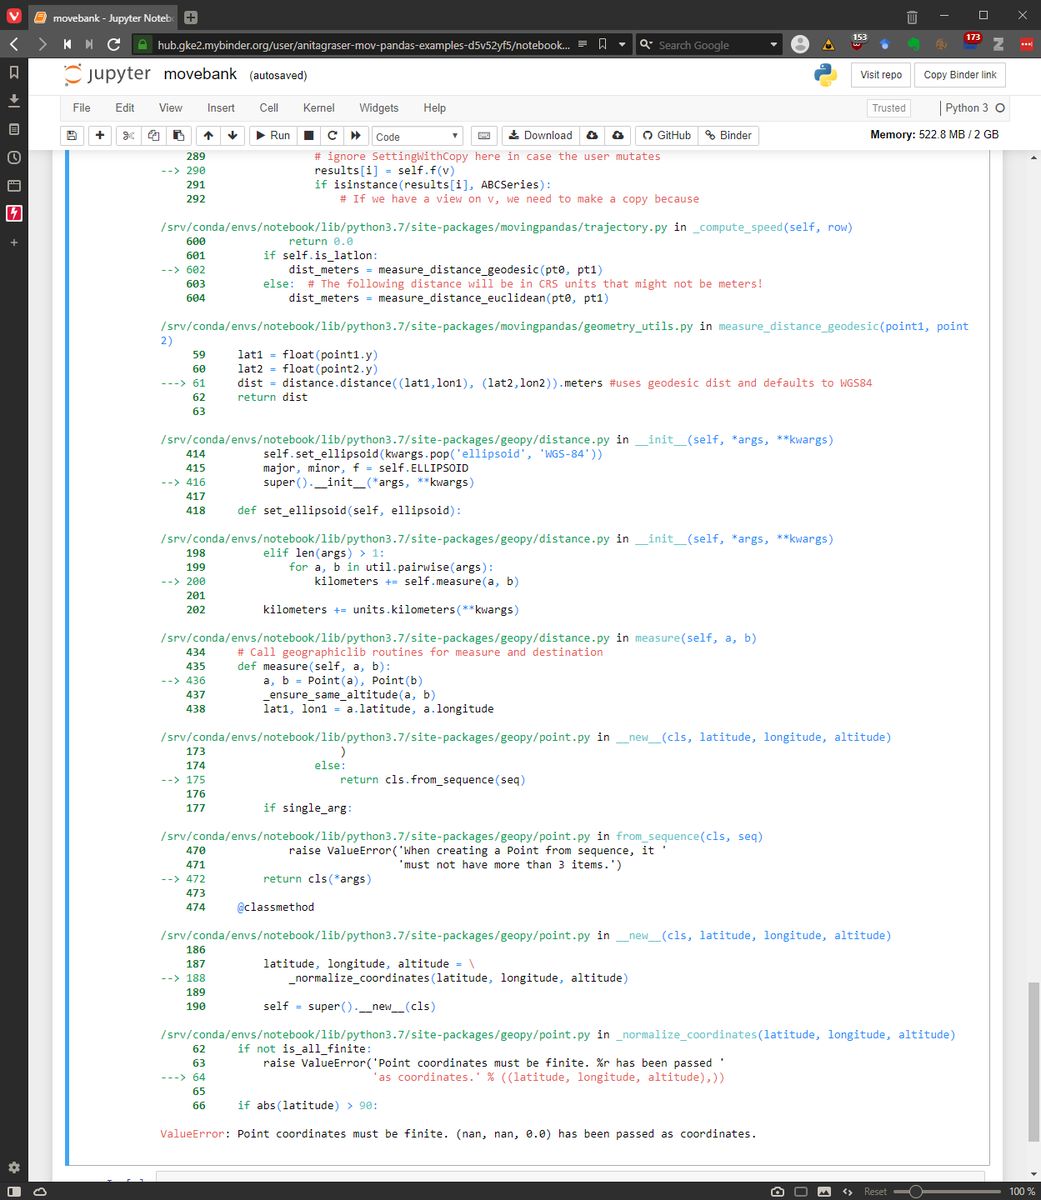 movebank - Jupyter Noteb
hub.gke2.mybinder.org/user/anitagraser-mov-pandas-examples-d5v52yf5/notebook...
Search Google
153
173
jupyter movebank (autosaved)
Visit repo
Copy Binder link
File Edit View Insert Cell Kernel Widgets Help
Trusted
Python 3
Run
Code
Download
GitHub
Binder
Memory: 522.8 MB / 2 GB
289 # ignore SettingWithCopy here in case the user mutates
--> 290 results[i] = self.f(v)
291 if isinstance(results[i], ABCSeries):
292 # If we have a view on v, we need to make a copy because
/srv/conda/envs/notebook/lib/python3.7/site-packages/movingpandas/trajectory.py in _compute_speed(self, row)
600 return 0.0
601 if self.is_latlon:
--> 602 dist_meters = measure_distance_geodesic(pt0, pt1)
603 else: # The following distance will be in CRS units that might not be meters!
604 dist_meters = measure_distance_euclidean(pt0, pt1)
/srv/conda/envs/notebook/lib/python3.7/site-packages/movingpandas/geometry_utils.py in measure_distance_geodesic(point1, point
2)
59 lat1 = float(point1.y)
60 lat2 = float(point2.y)
---> 61 dist = distance.distance((lat1,lon1), (lat2,lon2)).meters #uses geodesic dist and defaults to WGS84
62 return dist
63
/srv/conda/envs/notebook/lib/python3.7/site-packages/geopy/distance.py in __init__(self, *args, **kwargs)
414 self.set_ellipsoid(kwargs.pop('ellipsoid', 'WGS-84'))
415 major, minor, f = self.ELLIPSOID
--> 416 super().__init__(*args, **kwargs)
417
418 def set_ellipsoid(self, ellipsoid):
/srv/conda/envs/notebook/lib/python3.7/site-packages/geopy/distance.py in __init__(self, *args, **kwargs)
198 elif len(args) > 1:
199 for a, b in util.pairwise(args):
--> 200 kilometers += self.measure(a, b)
201
202 kilometers += units.kilometers(**kwargs)
/srv/conda/envs/notebook/lib/python3.7/site-packages/geopy/distance.py in measure(self, a, b)
434 # Call geographiclib routines for measure and destination
435 def measure(self, a, b):
--> 436 a, b = Point(a), Point(b)
437 _ensure_same_altitude(a, b)
438 lat1, lon1 = a.latitude, a.longitude
/srv/conda/envs/notebook/lib/python3.7/site-packages/geopy/point.py in __new__(cls, latitude, longitude, altitude)
173 )
174 else:
--> 175 return cls.from_sequence(seq)
176
177 if single_arg:
/srv/conda/envs/notebook/lib/python3.7/site-packages/geopy/point.py in from_sequence(cls, seq)
470 raise ValueError('When creating a Point from sequence, it '
471 'must not have more than 3 items.')
--> 472 return cls(*args)
473
474 @classmethod
/srv/conda/envs/notebook/lib/python3.7/site-packages/geopy/point.py in __new__(cls, latitude, longitude, altitude)
186
187 latitude, longitude, altitude = \
--> 188 _normalize_coordinates(latitude, longitude, altitude)
189
190 self = super().__new__(cls)
/srv/conda/envs/notebook/lib/python3.7/site-packages/geopy/point.py in _normalize_coordinates(latitude, longitude, altitude)
62 if not is_all_finite:
63 raise ValueError('Point coordinates must be finite. %r has been passed '
---> 64 'as coordinates.' % ((latitude, longitude, altitude),))
65
66 if abs(latitude) > 90:
ValueError: Point coordinates must be finite. (nan, nan, 0.0) has been passed as coordinates.
Reset
100 %